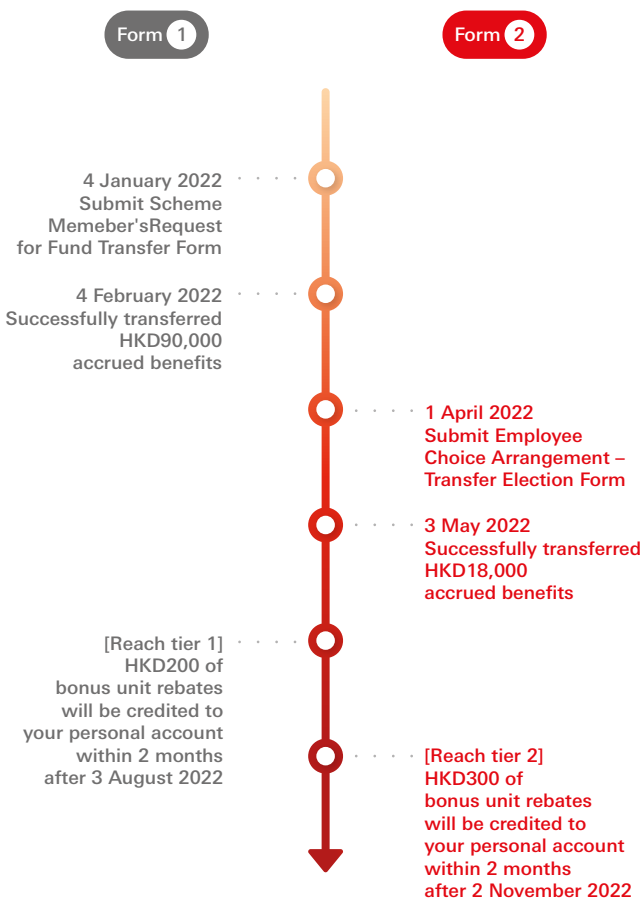 Form 1
Form 2
4 January 2022
Submit Scheme
Memeber'sRequest
for Fund Transfer Form
4 February 2022
Successfully transferred
HKD90,000
accrued benefits
1 April 2022
Submit Employee
Choice Arrangement –
Transfer Election Form
3 May 2022
Successfully transferred
HKD18,000
accrued benefits
[Reach tier 1]
HKD200 of
bonus unit rebates
will be credited to
your personal account
within 2 months
after 3 August 2022
[Reach tier 2]
HKD300 of
bonus unit rebates
will be credited to
your personal account
within 2 months
after 2 November 2022